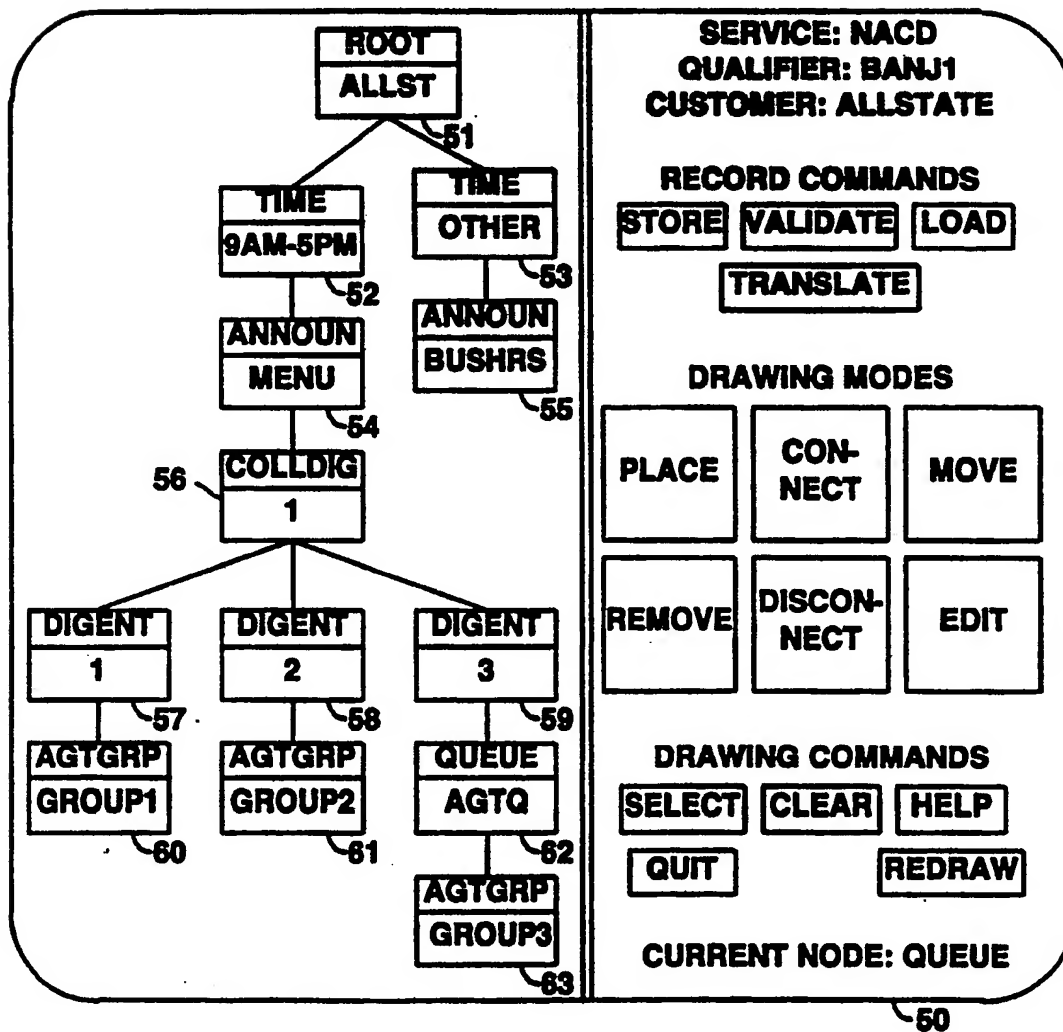 ROOT
ALLST
51
TIME
9AM-5PM
52
TIME
OTHER
53
ANNOUN
MENU
54
ANNOUN
BUSHRS
55
56
COLLDIG
1
DIGENT
1
57
DIGENT
2
58
DIGENT
3
59
AGTGRP
GROUP1
60
AGTGRP
GROUP2
61
QUEUE
AGTQ
62
AGTGRP
GROUP3
63
SERVICE: NACD
QUALIFIER: BANJ1
CUSTOMER: ALLSTATE
RECORD COMMANDS
STORE VALIDATE LOAD
TRANSLATE
DRAWING MODES
PLACE
CON-
NECT
MOVE
REMOVE
DISCON-
NECT
EDIT
DRAWING COMMANDS
SELECT CLEAR HELP
QUIT REDRAW
CURRENT NODE: QUEUE
50